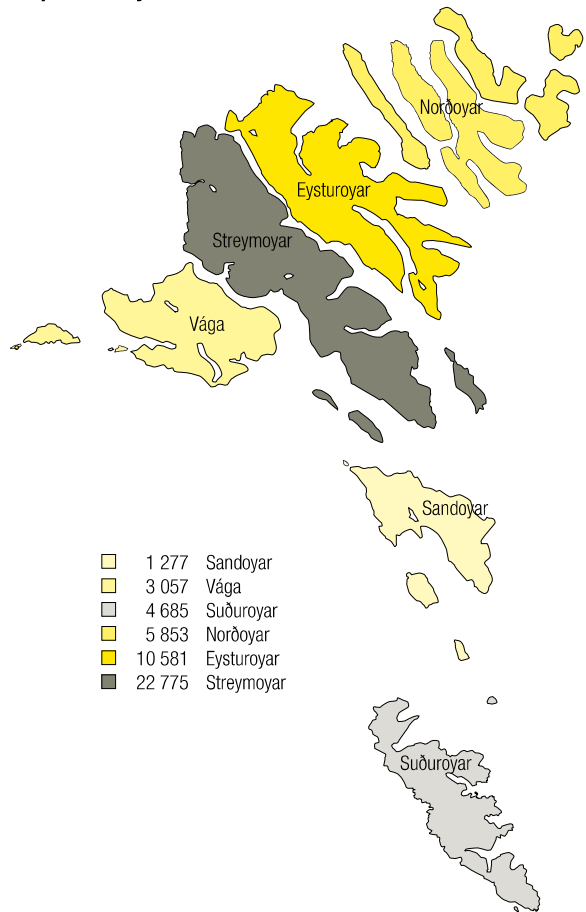 Norðoyar
Eysturoyar
Streymoyar
Vága
Sandoyar
1 277 Sandoyar
3 057 Vága
4 685 Suðuroyar
5 853 Norðoyar
10 581 Eysturoyar
22 775 Streymoyar
Suðuroyar